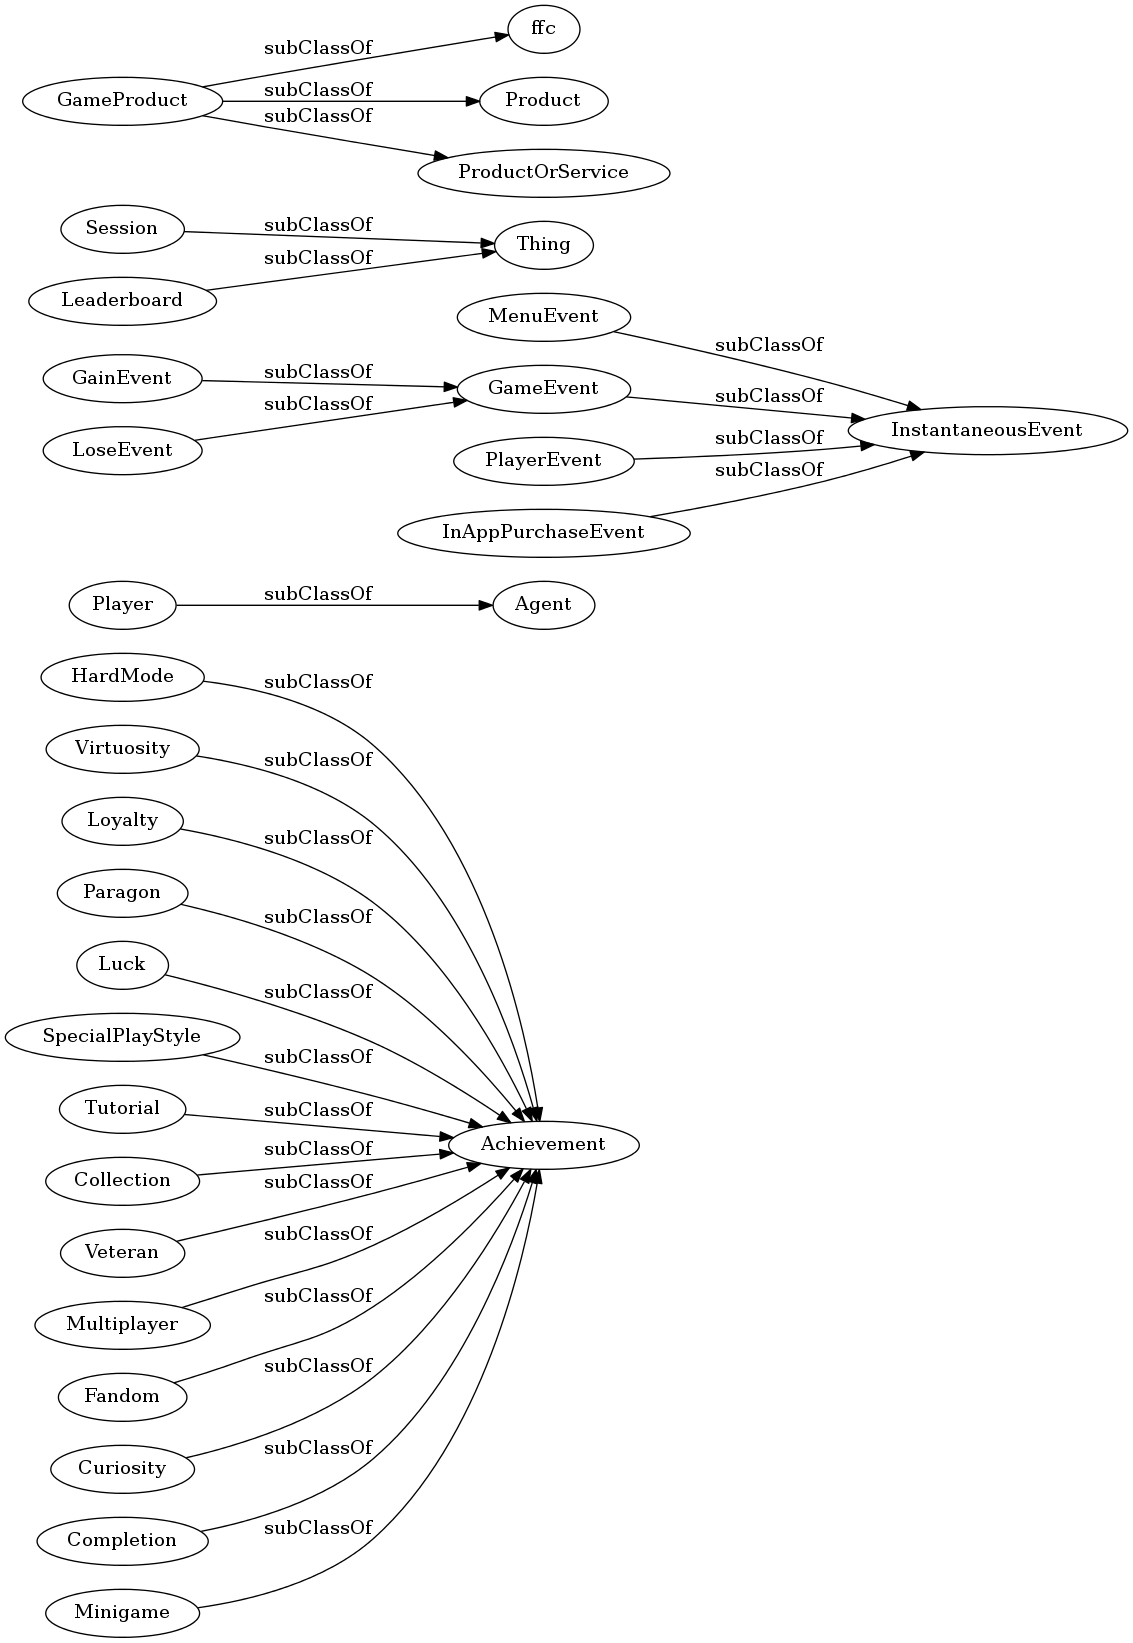 ffc
subClassOf
GameProduct
subClassOf
Product
subClassOf
ProductOrService
Session
subClassOf
Thing
subClassOf
Leaderboard
MenuEvent
subClassOf
GainEvent
subClassOf
GameEvent
subClassOf
subClassOf
InstantaneousEvent
subClassOf
LoseEvent
PlayerEvent
subClassOf
InAppPurchaseEvent
Player
subClassOf
Agent
HardMode
subClassOf
Virtuosity
subClassOf
Loyalty
subClassOf
Paragon
subClassOf
Luck
subClassOf
SpecialPlayStyle
subClassOf
Tutorial
subClassOf
Achievement
subClassOf
Collection
subClassOf
Veteran
subClassOf
Multiplayer
subClassOf
Fandom
subClassOf
Curiosity
subClassOf
Completion
subClassOf
Minigame